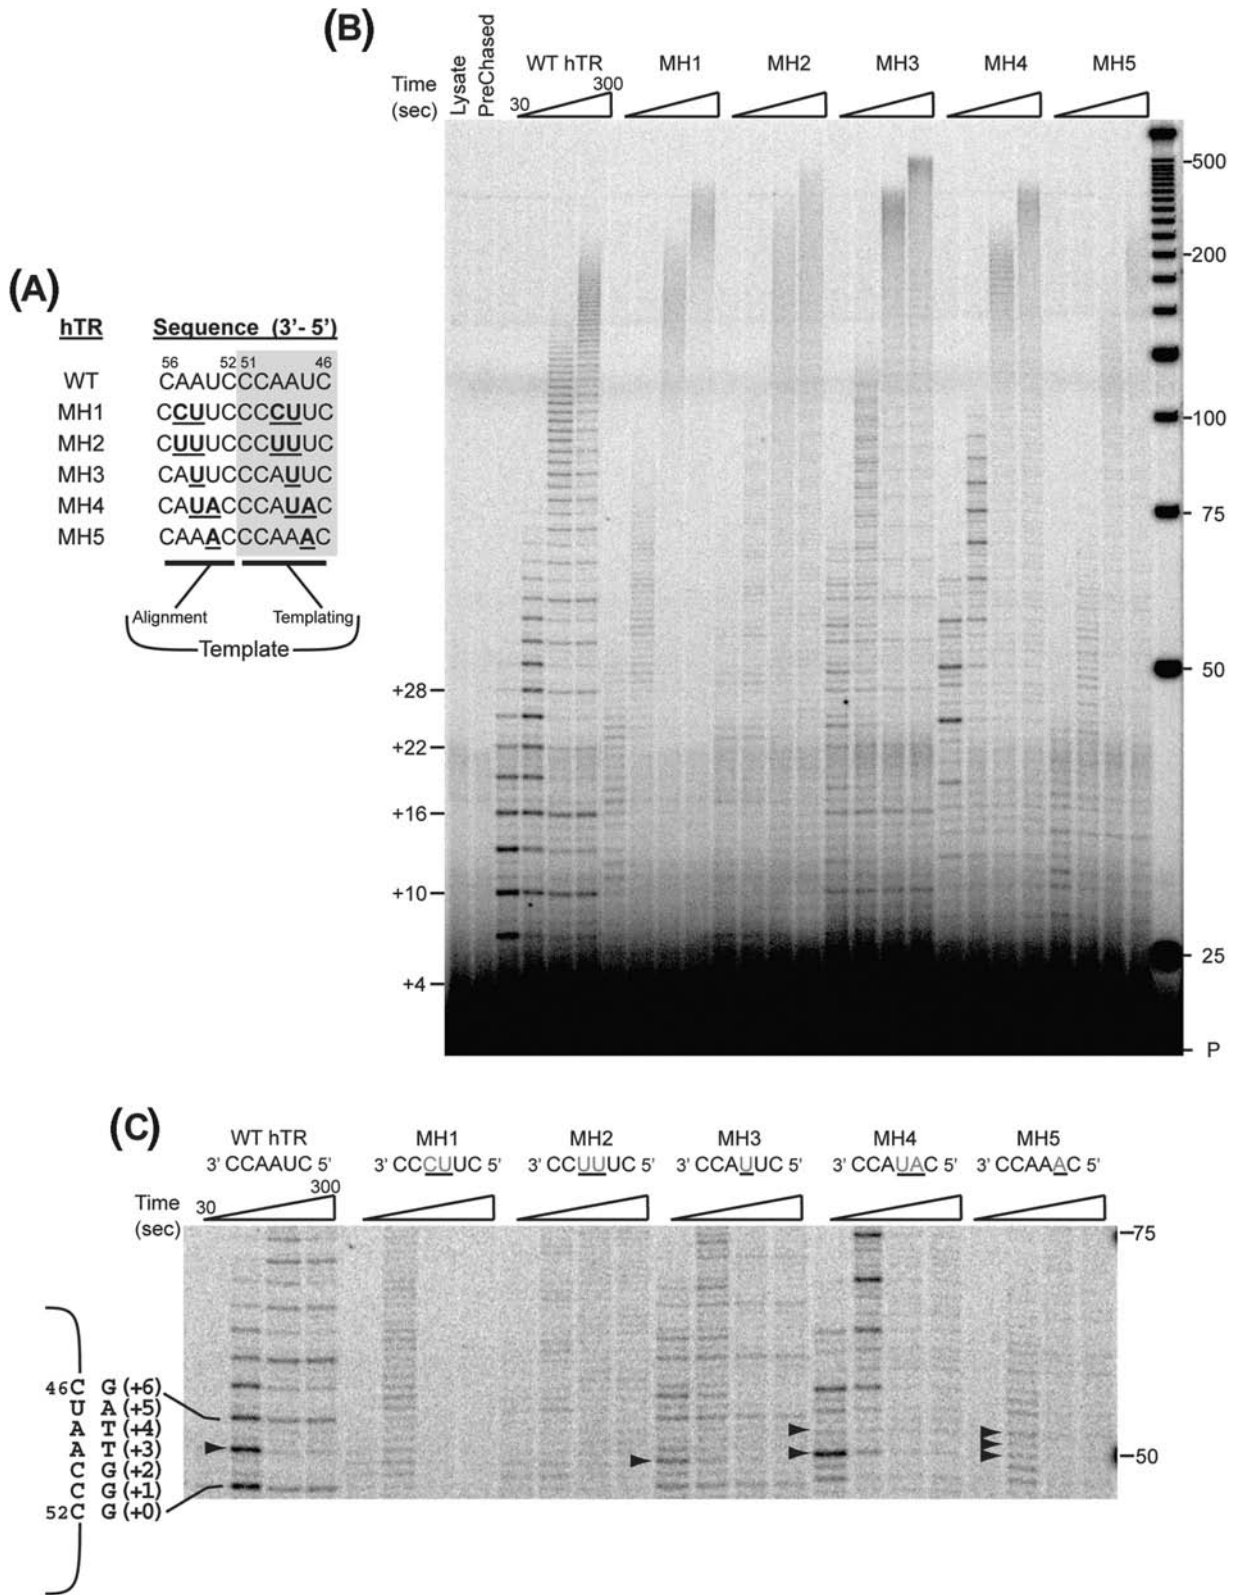 (B)
Lysate
PreChased
WT hTR MH1 MH2 MH3 MH4 MH5
Time
(sec)
30 300
500
200
100
75
50
25
P
+28
+22
+16
+10
+4
(A)
hTR Sequence (3'- 5')
56 52 51 46
WT CAAUCCCAAUC
MH1 CCUUCCCCUUC
MH2 CUUUCCCUUUC
MH3 CAUUCCCAUUC
MH4 CAUACCCAUAC
MH5 CAAACCCAAAC
Alignment Templating
Template
(C)
WT hTR MH1 MH2 MH3 MH4 MH5
3' CCAAUC 5' 3' CCCUUC 5' 3' CCUUUC 5' 3' CCAUUC 5' 3' CCAUAC 5' 3' CCAAAC 5'
Time
(sec)
30 300
75
50
46 C G (+6)
U A (+5)
A T (+4)
A T (+3)
C G (+2)
C G (+1)
52 C G (+0)